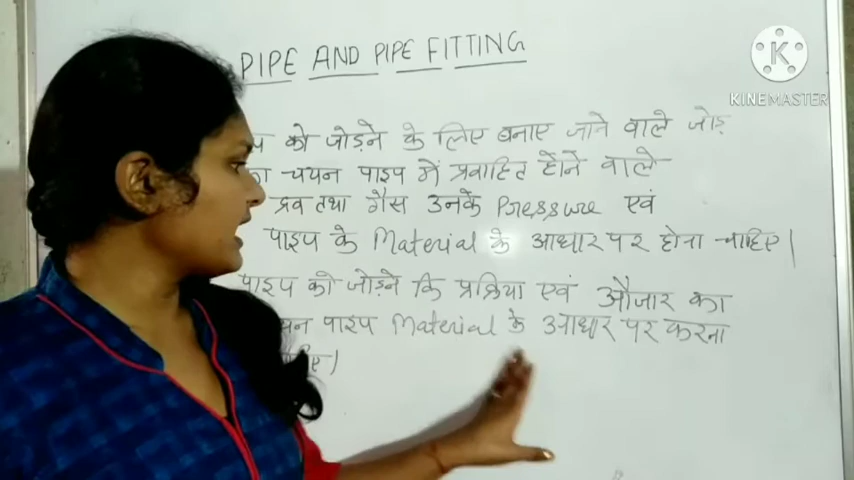 PIPE AND PIPE FITTING
K
KINEMASTER
को जोड़ने के लिए बनाए जाने वाले जोड़
चयन पाइप में प्रवाहित होने वाले
द्रव तथा गैस उनके Pressure एवं
पाइप के Material के आधार पर होना चाहिए।
पाइप को जोड़ने कि प्रक्रिया एवं औजार का
पाइप Material के आधार पर करना